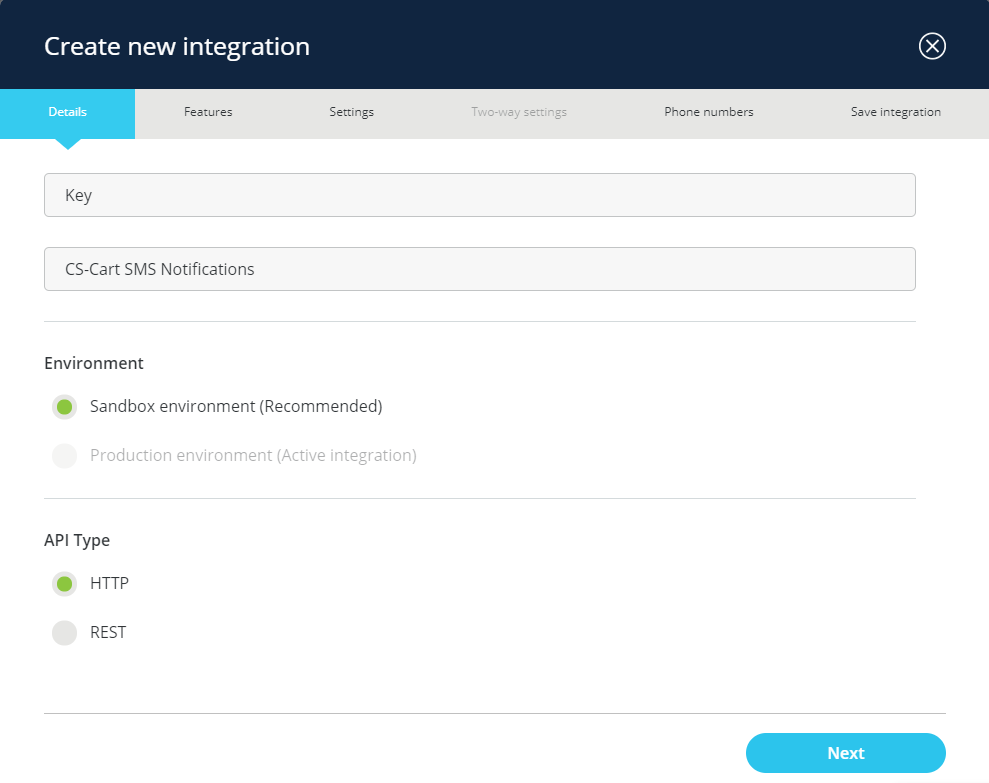 Create new integration
Details Features Settings Two-way settings Phone numbers Save integration
Key
CS-Cart SMS Notifications
Environment
Sandbox environment (Recommended)
Production environment (Active integration)
API Type
HTTP
REST
Next